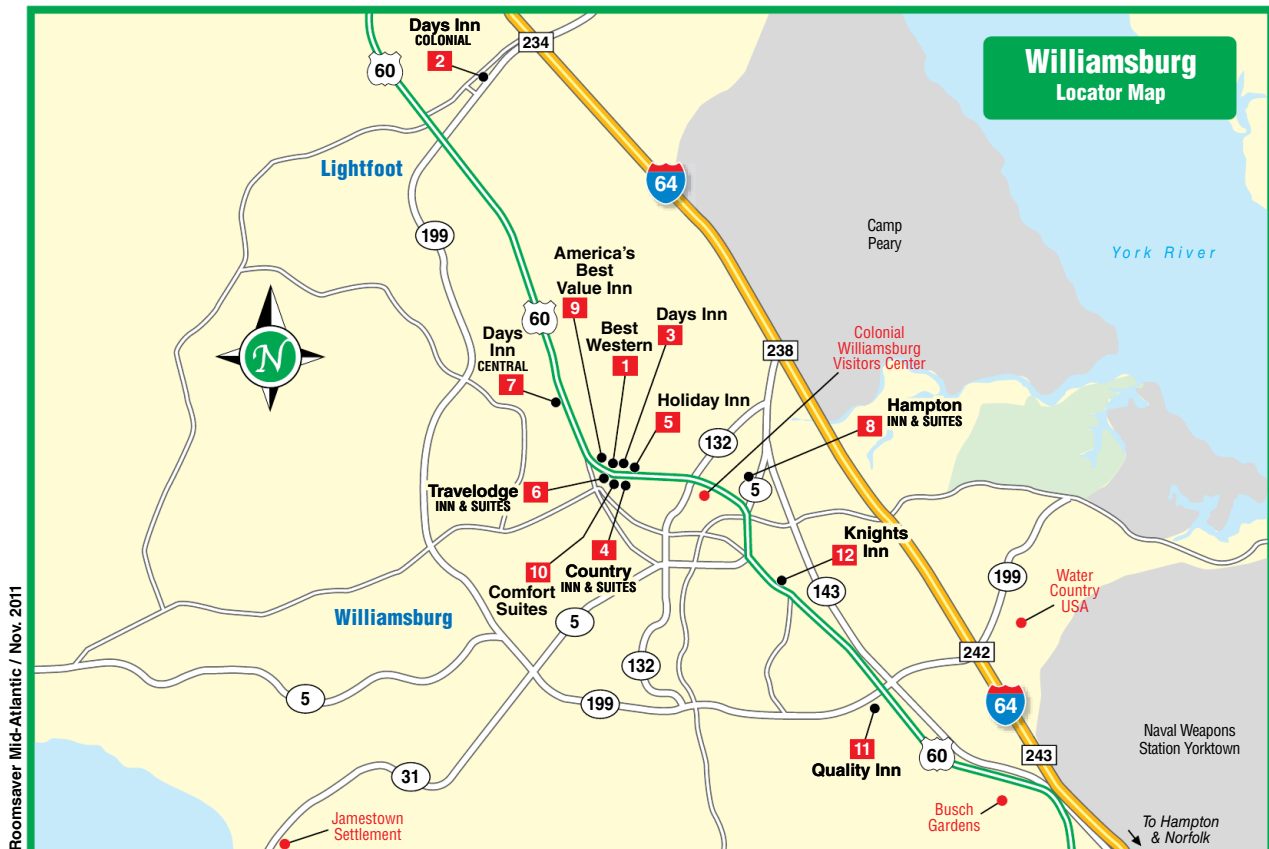 Williamsburg
Locator Map
Days Inn
COLONIAL
2
234
60
Lightfoot
64
199
Camp
Peary
York River
America's
Best
Value Inn
9
60
Days Inn
3
Best
Western
1
Days
Inn
CENTRAL
7
Colonial
Williamsburg
Visitors Center
238
N
Holiday Inn
5
Hampton
INN & SUITES
8
132
Travelodge
INN & SUITES
6
5
Knights
Inn
12
4
Country
INN & SUITES
10
Comfort
Suites
143
199
Water
Country
USA
Williamsburg
5
132
242
5
199
64
Naval Weapons
Station Yorktown
11
Quality Inn
60
243
31
Jamestown
Settlement
Busch
Gardens
To Hampton
& Norfolk
Roomsaver Mid-Atlantic / Nov. 2011